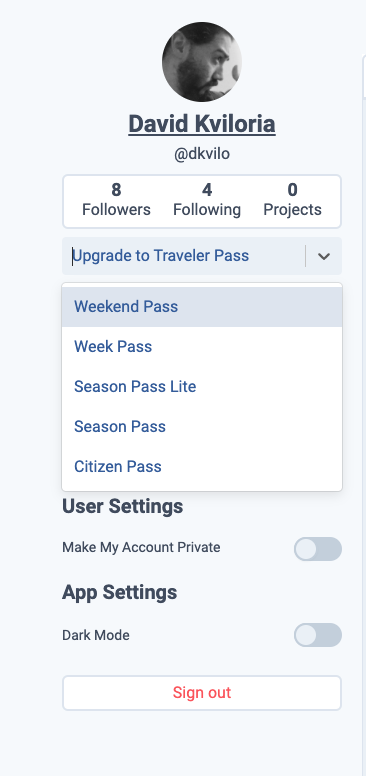 David Kviloria
@dkvilo
8 4 0
Followers Following Projects
Upgrade to Traveler Pass
Weekend Pass
Week Pass
Season Pass Lite
Season Pass
Citizen Pass
User Settings
Make My Account Private
App Settings
Dark Mode
Sign out